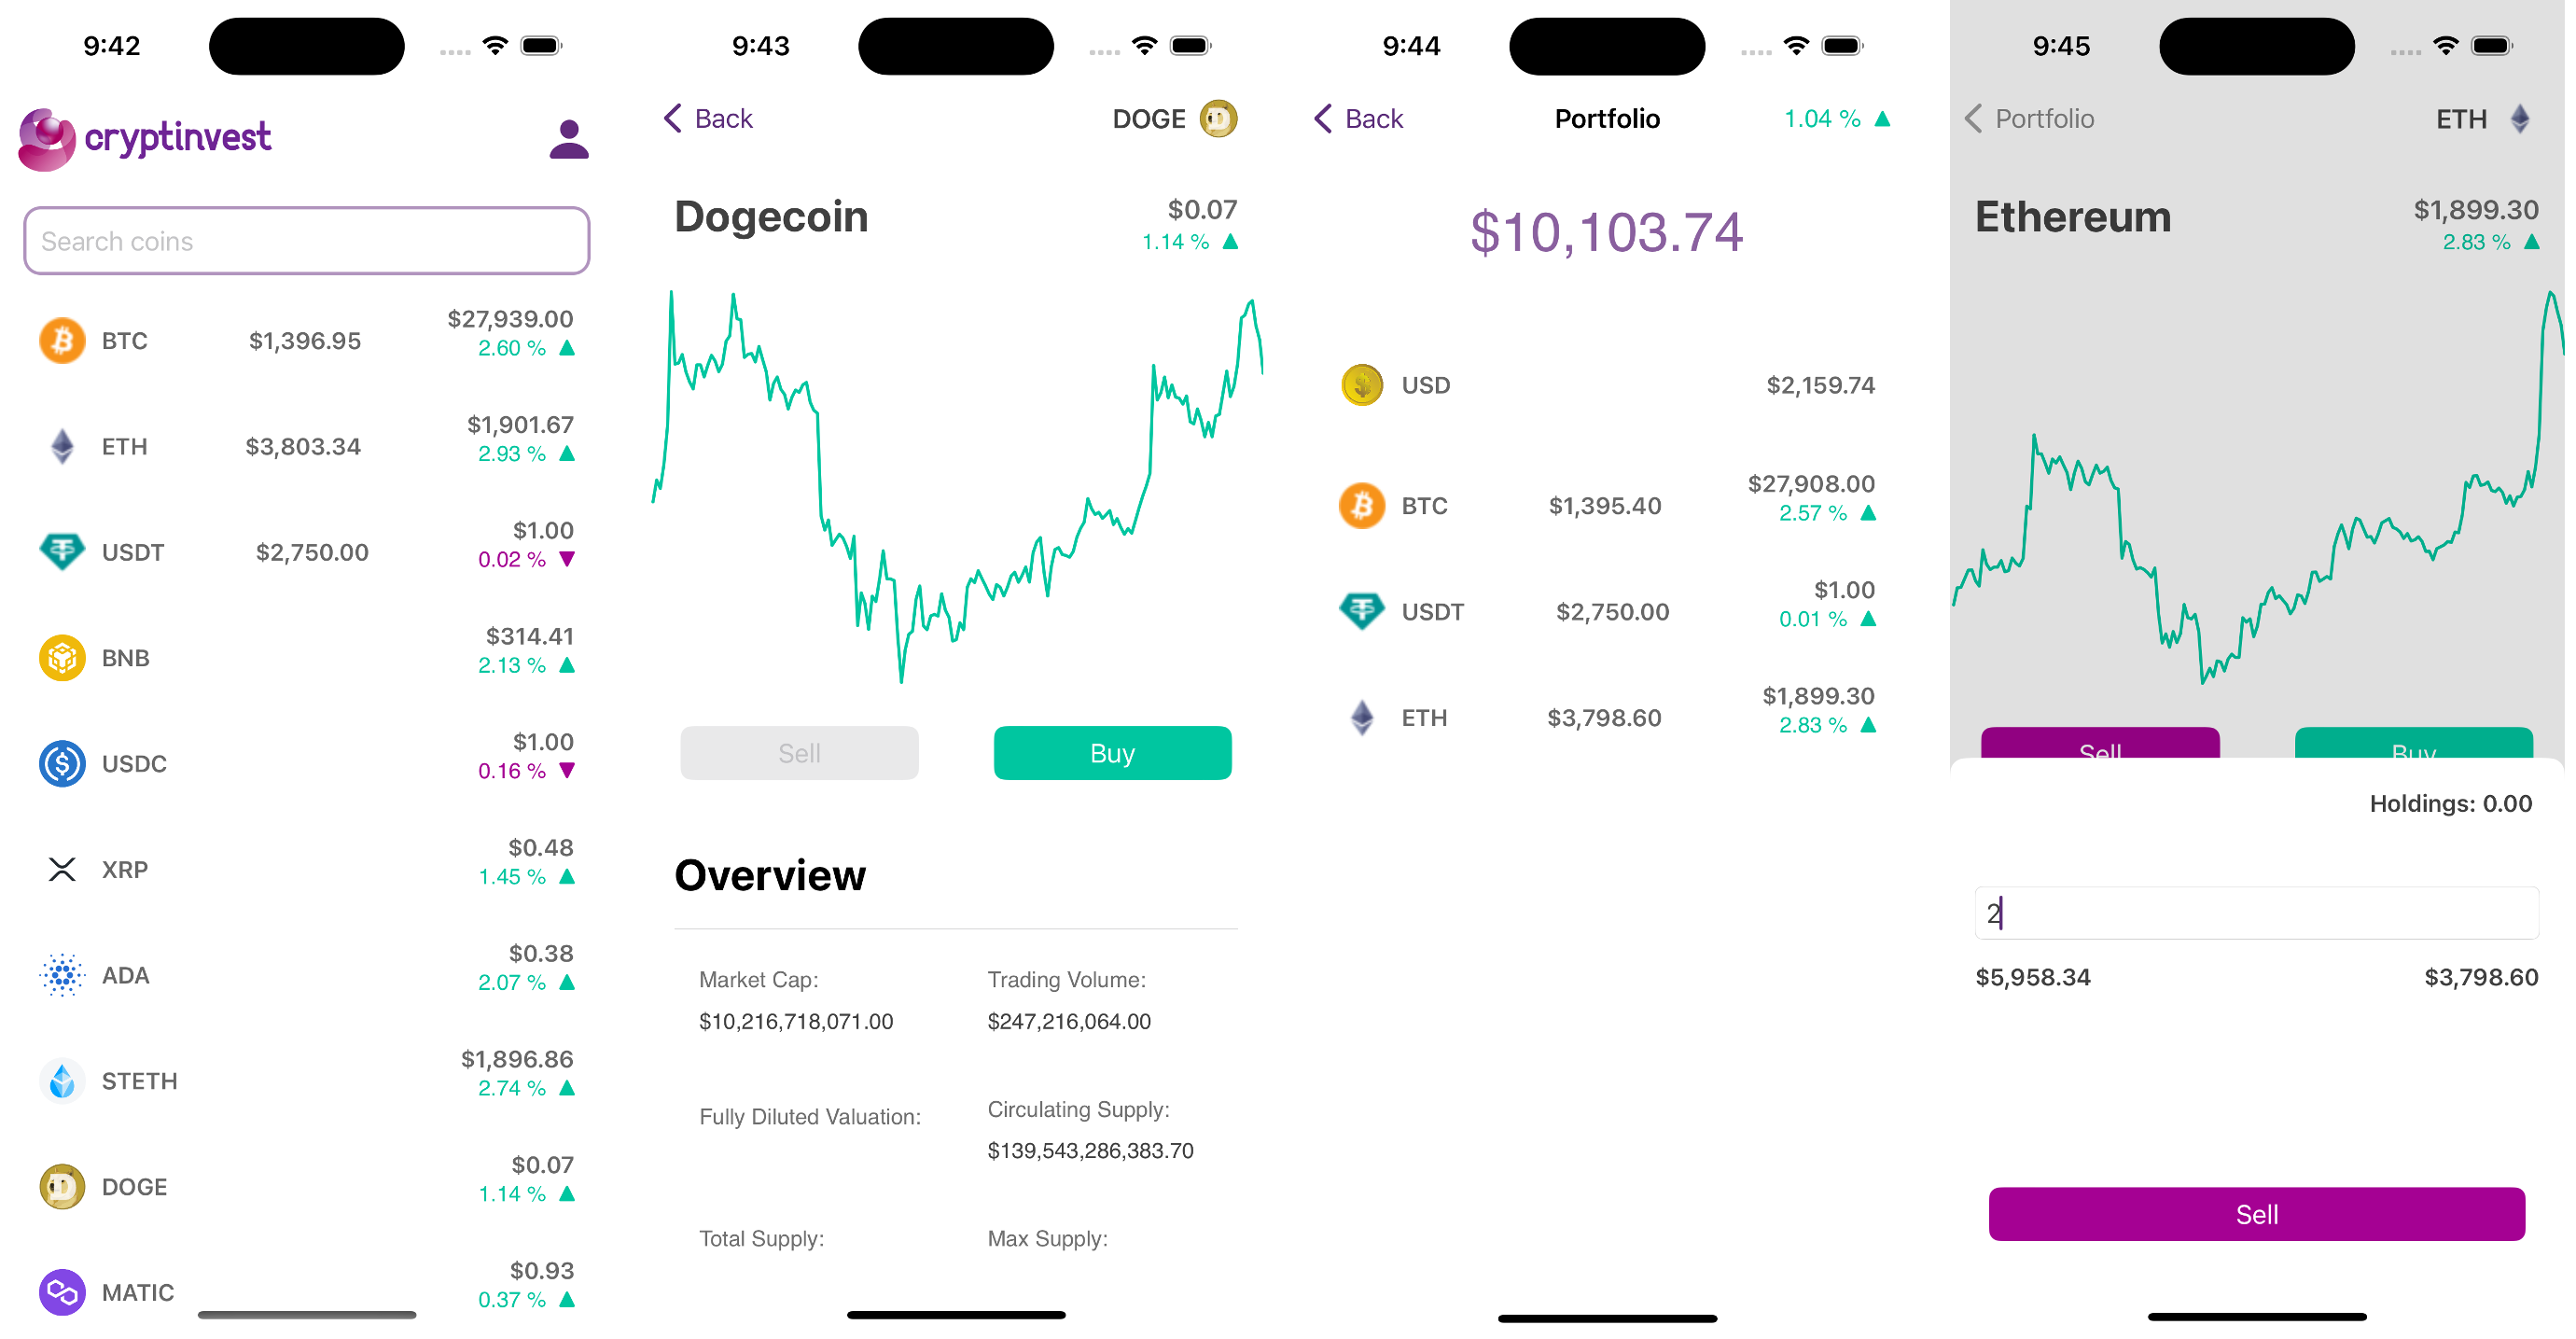 9:42
cryptinvest
Search coins
BTC $1,396.95 $27,939.00
2.60 %
ETH $3,803.34 $1,901.67
2.93 %
USDT $2,750.00 $1.00
0.02 %
BNB $314.41
2.13 %
USDC $1.00
0.16 %
XRP $0.48
1.45 %
ADA $0.38
2.07 %
STETH $1,896.86
2.74 %
DOGE $0.07
1.14 %
MATIC $0.93
0.37 %
9:43
Back DOGE
Dogecoin $0.07
1.14 %
Sell Buy
Overview
Market Cap: Trading Volume:
$10,216,718,071.00 $247,216,064.00
Fully Diluted Valuation: Circulating Supply:
$139,543,286,383.70
Total Supply: Max Supply:
9:44
Back Portfolio 1.04 %
$10,103.74
USD $2,159.74
BTC $1,395.40 $27,908.00
2.57 %
USDT $2,750.00 $1.00
0.01 %
ETH $3,798.60 $1,899.30
2.83 %
9:45
Portfolio ETH
Ethereum $1,899.30
2.83 %
Sell Buy
Holdings: 0.00
2
$5,958.34 $3,798.60
Sell